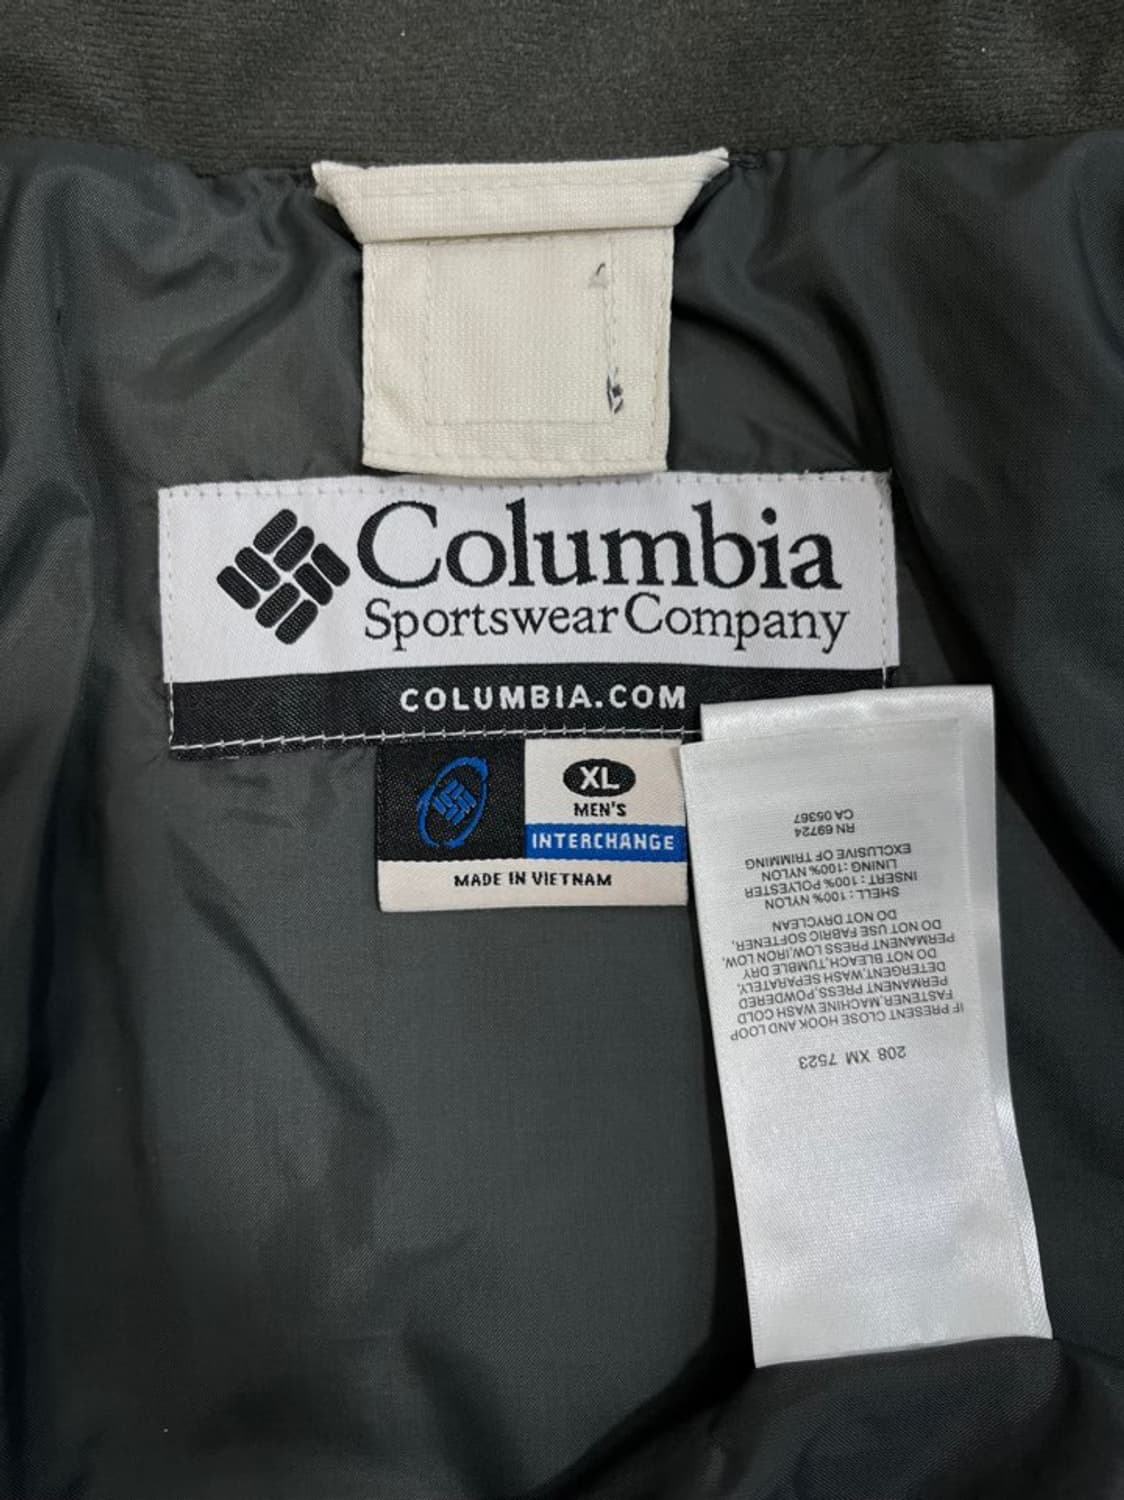 Columbia
Sportswear Company
COLUMBIA.COM
XL
MEN'S
INTERCHANGE
MADE IN VIETNAM
208 XM 7523
IF PRESENT CLOSE HOOK AND LOOP
FASTENER,MACHINE WASH COLD
PERMANENT PRESS,POWDERED
DETERGENT,WASH SEPARATELY,
DO NOT BLEACH,TUMBLE DRY
PERMANENT PRESS LOW,IRON LOW,
DO NOT USE FABRIC SOFTENER,
DO NOT DRYCLEAN
SHELL : 100% NYLON
INSERT : 100% POLYESTER
LINING : 100% NYLON
EXCLUSIVE OF TRIMMING
RN 69724
CA 05367